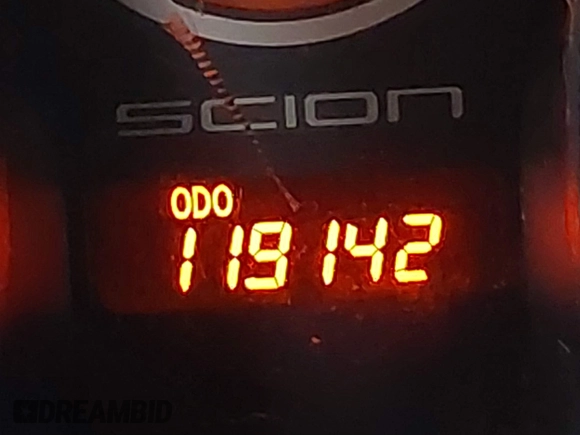 SCION
ODO
119142
DREAMBID